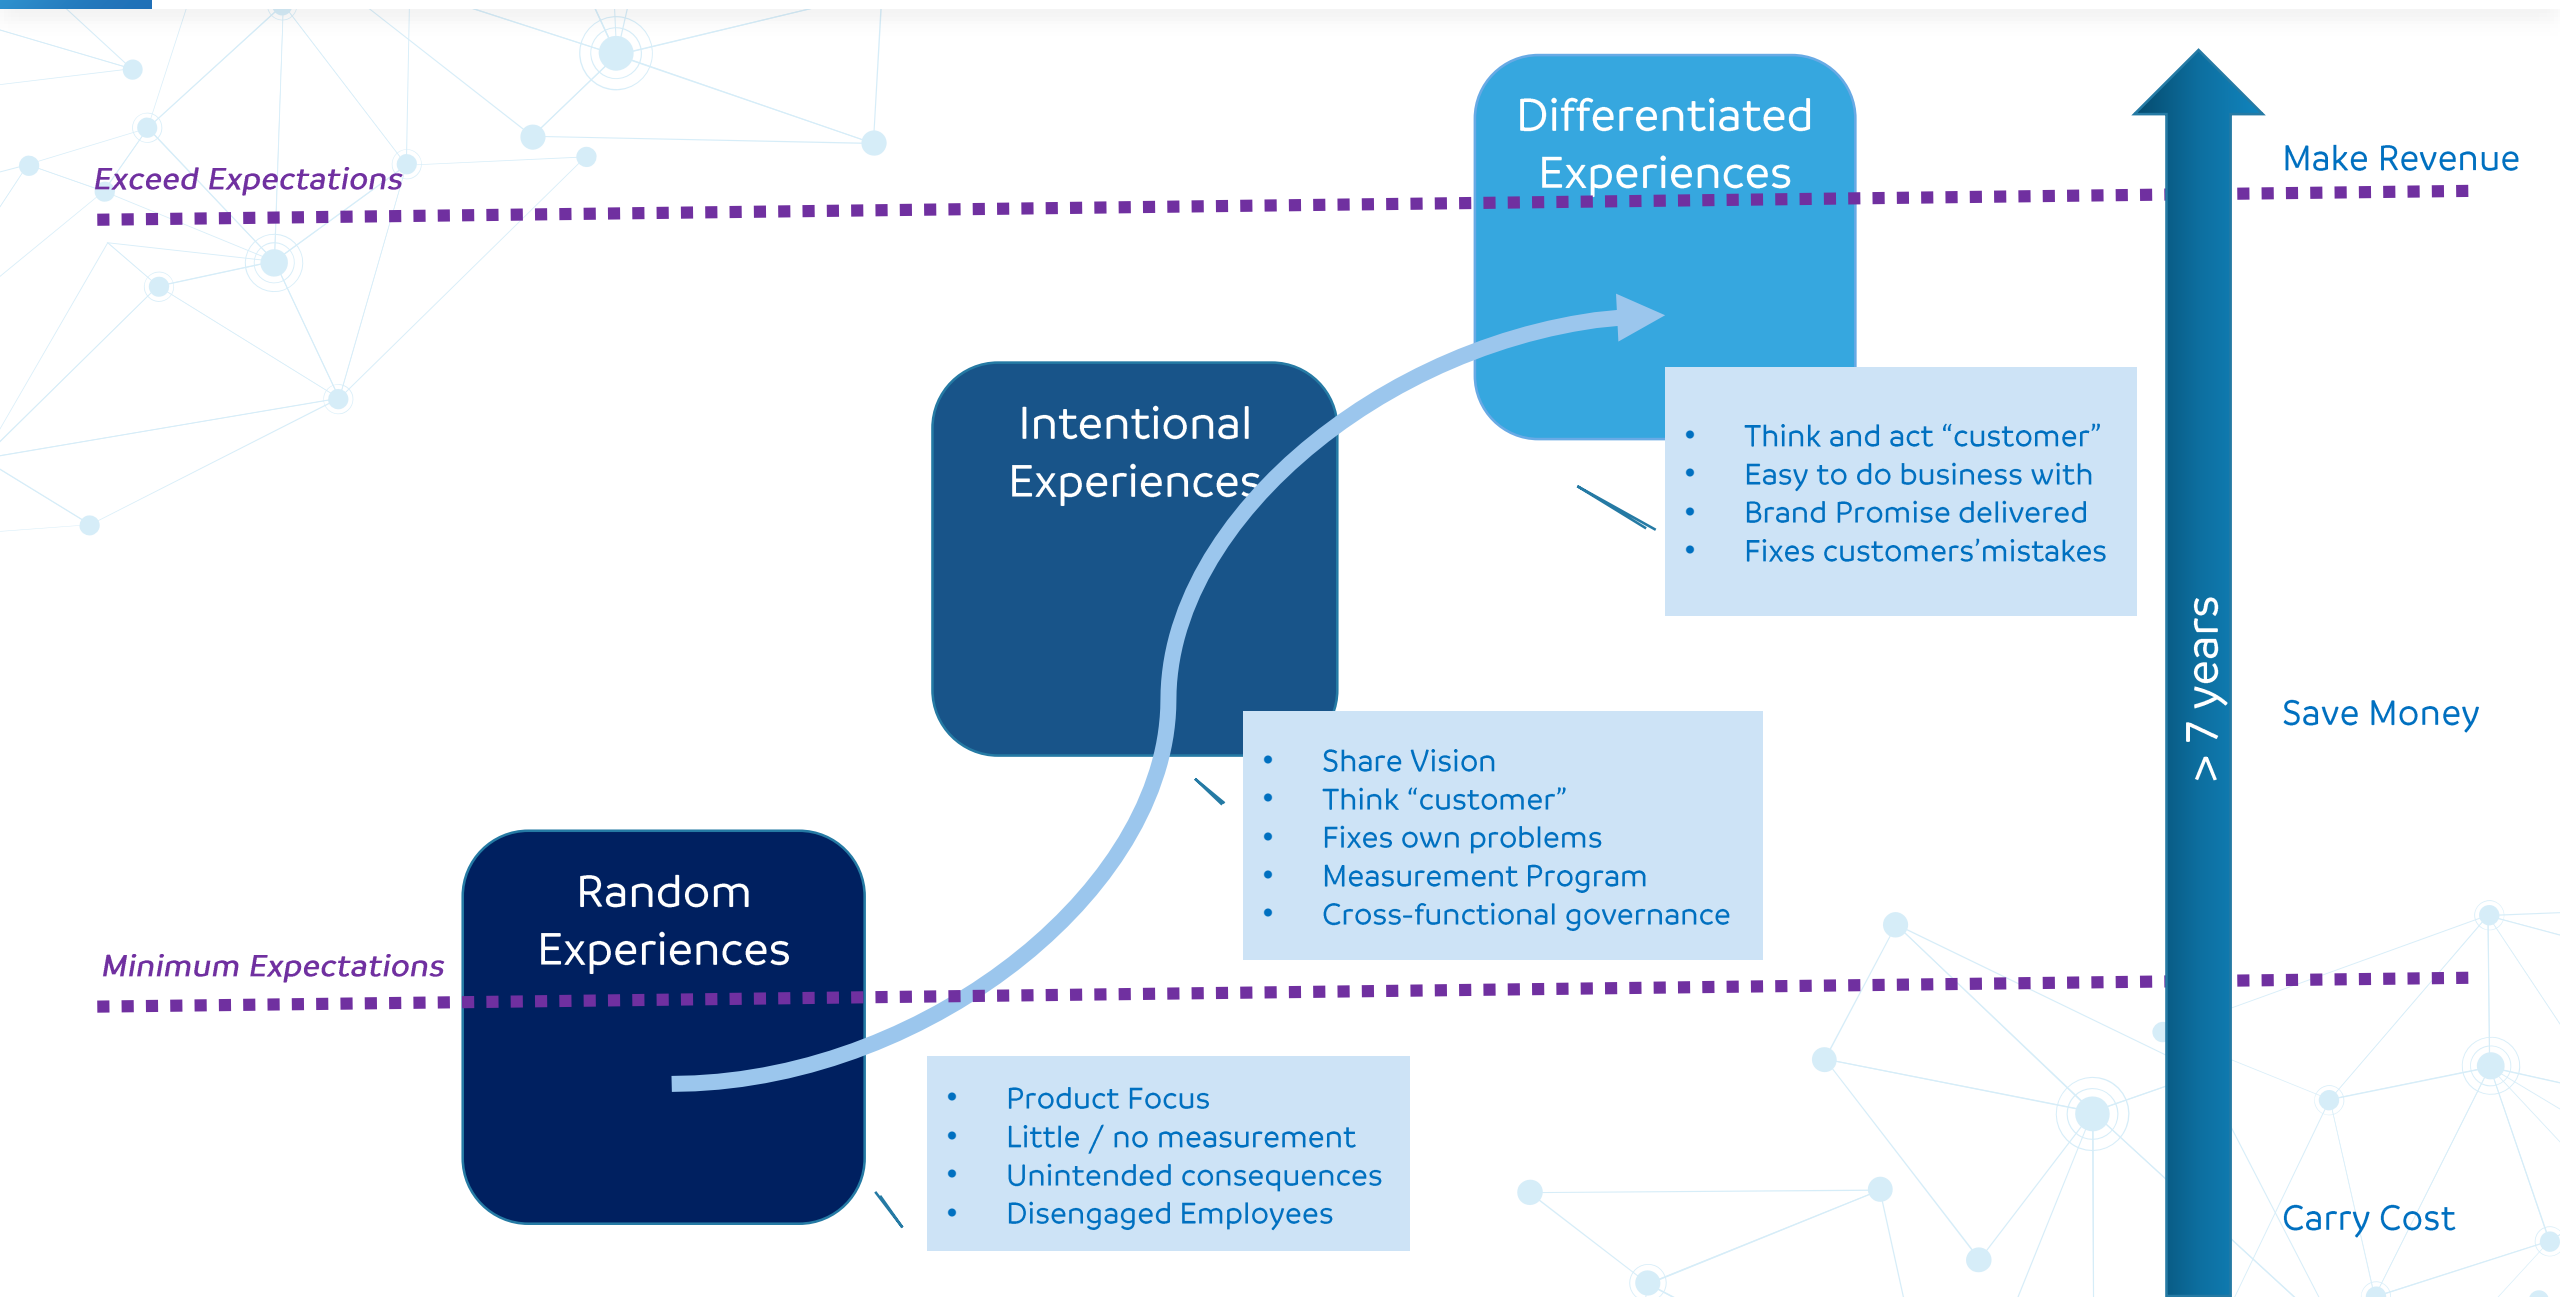 Differentiated
Experiences
Make Revenue
Exceed Expectations
Intentional
Experiences
• Think and act “customer”
• Easy to do business with
• Brand Promise delivered
• Fixes customers’mistakes
> 7 years
Save Money
• Share Vision
• Think “customer”
• Fixes own problems
• Measurement Program
• Cross-functional governance
Random
Experiences
Minimum Expectations
• Product Focus
• Little / no measurement
• Unintended consequences
• Disengaged Employees
Carry Cost